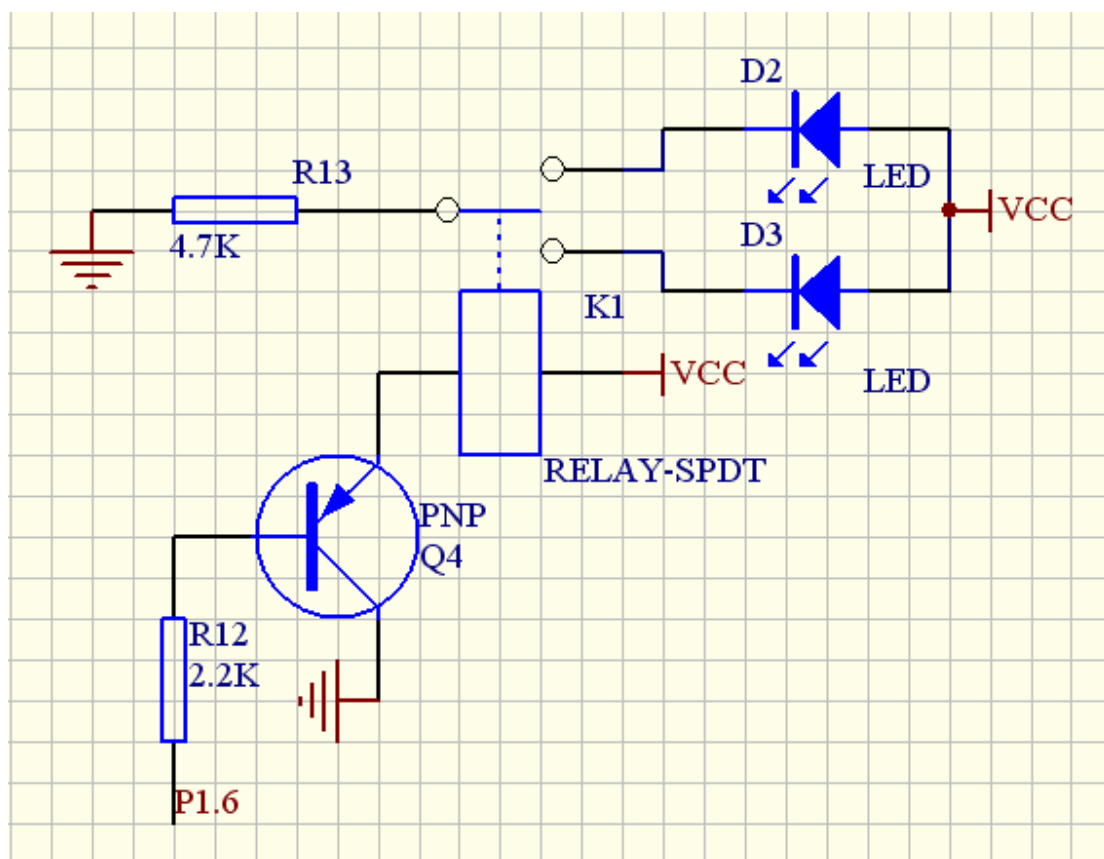 D2
R13
LED
VCC
4.7K
D3
K1
VCC
LED
RELAY-SPDT
PNP
Q4
R12
2.2K
P1.6